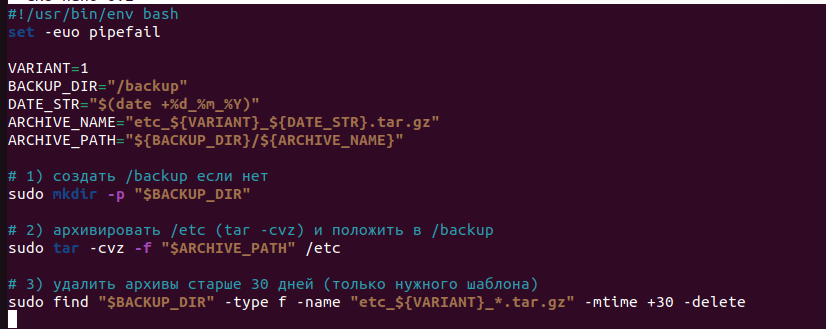 #!/usr/bin/env bash
set -euo pipefail
VARIANT=1
BACKUP_DIR="/backup"
DATE_STR="$(date +%d_%m_%Y)"
ARCHIVE_NAME="etc_${VARIANT}_${DATE_STR}.tar.gz"
ARCHIVE_PATH="${BACKUP_DIR}/${ARCHIVE_NAME}"
# 1) создать /backup если нет
sudo mkdir -p "$BACKUP_DIR"
# 2) архивировать /etc (tar -cvz) и положить в /backup
sudo tar -cvz -f "$ARCHIVE_PATH" /etc
# 3) удалить архивы старше 30 дней (только нужного шаблона)
sudo find "$BACKUP_DIR" -type f -name "etc_${VARIANT}_*.tar.gz" -mtime +30 -delete